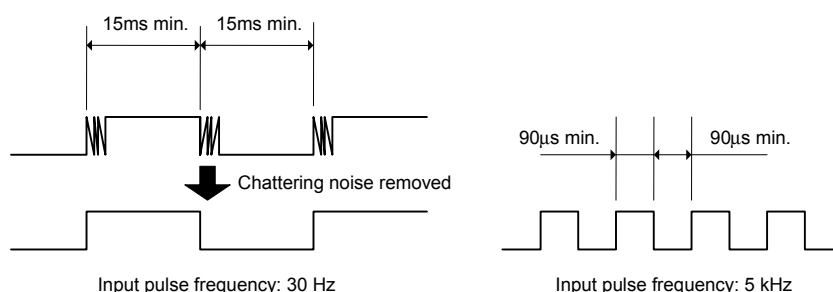 15ms min. 15ms min.
90μs min. 90μs min.
Chattering noise removed
Input pulse frequency: 30 Hz
Input pulse frequency: 5 kHz